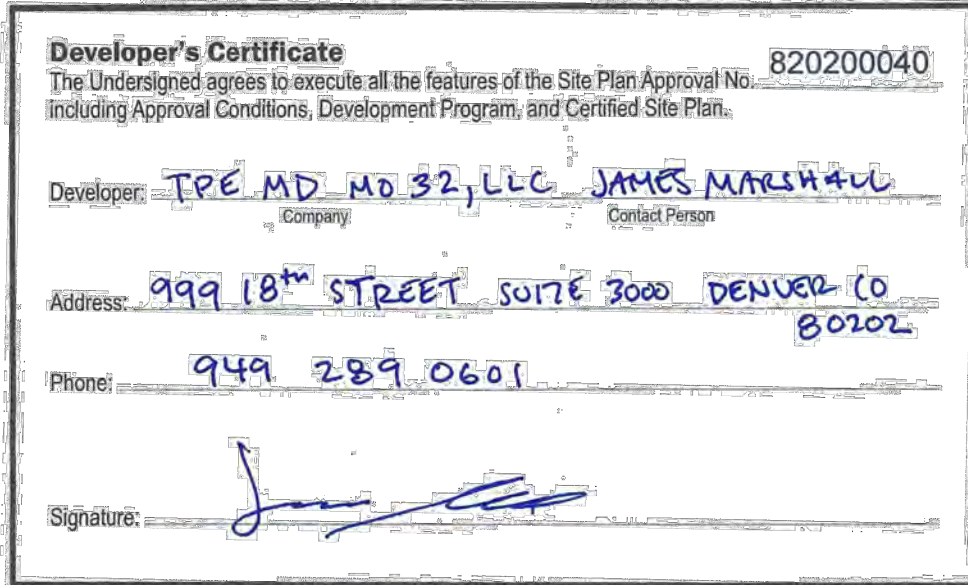 Developer's Certificate
The Undersigned agrees to execute all the features of the Site Plan Approval No. 820200040
including Approval Conditions, Development Program, and Certified Site Plan.
Developer: TPE MD MO 32, LLC JAMES MARSHALL
Company Contact Person
Address: 999 18th STREET SUITE 3000 DENVER CO
80202
Phone: 949 289 0601
Signature: